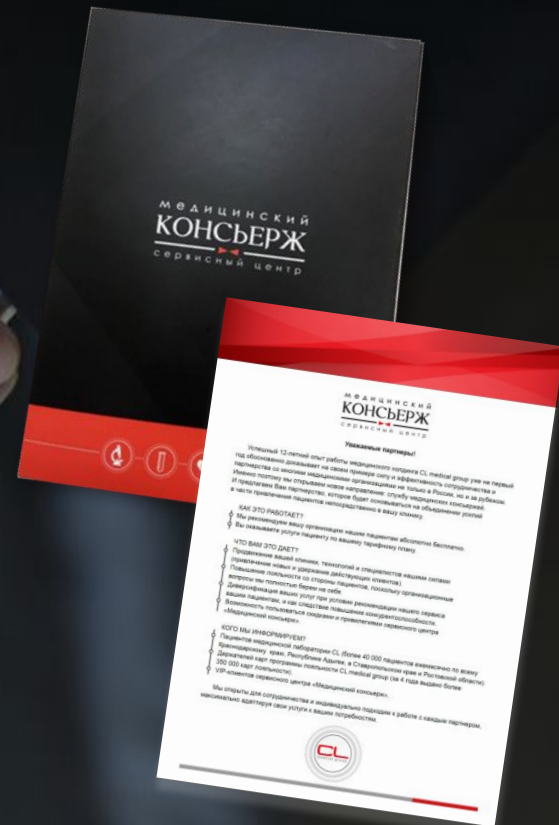 медицинский
КОНСЬЕРЖ
сервисный центр
медицинский
КОНСЬЕРЖ
сервисный центр
Уважаемые партнеры!
Успешный 12-летний опыт работы медицинского холдинга CL medical group уже не первый
год обоснованно доказывает на своем примере силу и эффективность сотрудничества и
партнерства со многими медицинскими организациями не только в России, но и за рубежом.
Именно поэтому мы открываем новое направление: службу медицинских консьержей.
И предлагаем Вам партнерство, которое будет основываться на объединении усилий
в части привлечения пациентов непосредственно в вашу клинику.
КАК ЭТО РАБОТАЕТ?
Мы рекомендуем вашу организацию нашим пациентам абсолютно бесплатно.
Вы оказываете услуги пациенту по вашему тарифному плану.
ЧТО ВАМ ЭТО ДАЕТ?
Продвижение вашей клиники, технологий и специалистов нашими силами
(привлечение новых и удержание действующих клиентов).
Повышение лояльности со стороны пациентов, поскольку организационные
вопросы мы полностью берем на себя.
Диверсификация ваших услуг при условии рекомендации нашего сервиса
вашим пациентам, и как следствие повышение конкурентоспособности.
Возможность пользоваться скидками и привилегиями сервисного центра
«Медицинский консьерж».
КОГО МЫ ИНФОРМИРУЕМ?
Пациентов медицинской лаборатории CL (более 40 000 пациентов ежемесячно по всему
Краснодарскому краю, Республике Адыгея, в Ставропольском крае и Ростовской области)
Держателей карт программы лояльности CL medical group (за 4 года выдано более
350 000 карт лояльности).
VIP-клиентов сервисного центра «Медицинский консьерж».
Мы открыты для сотрудничества и индивидуально подходим к работе с каждым партнером,
максимально адаптируя свои услуги к вашим потребностям.
CL